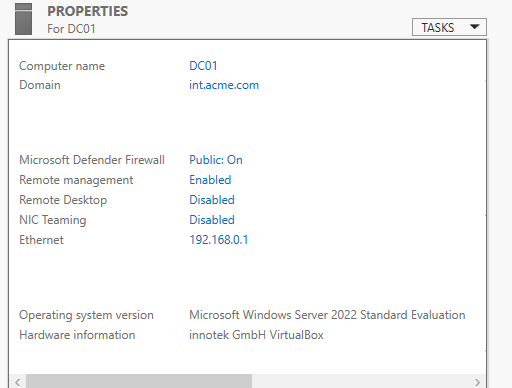 PROPERTIES
For DC01
TASKS
Computer name DC01
Domain int.acme.com
Microsoft Defender Firewall Public: On
Remote management Enabled
Remote Desktop Disabled
NIC Teaming Disabled
Ethernet 192.168.0.1
Operating system version Microsoft Windows Server 2022 Standard Evaluation
Hardware information innotek GmbH VirtualBox